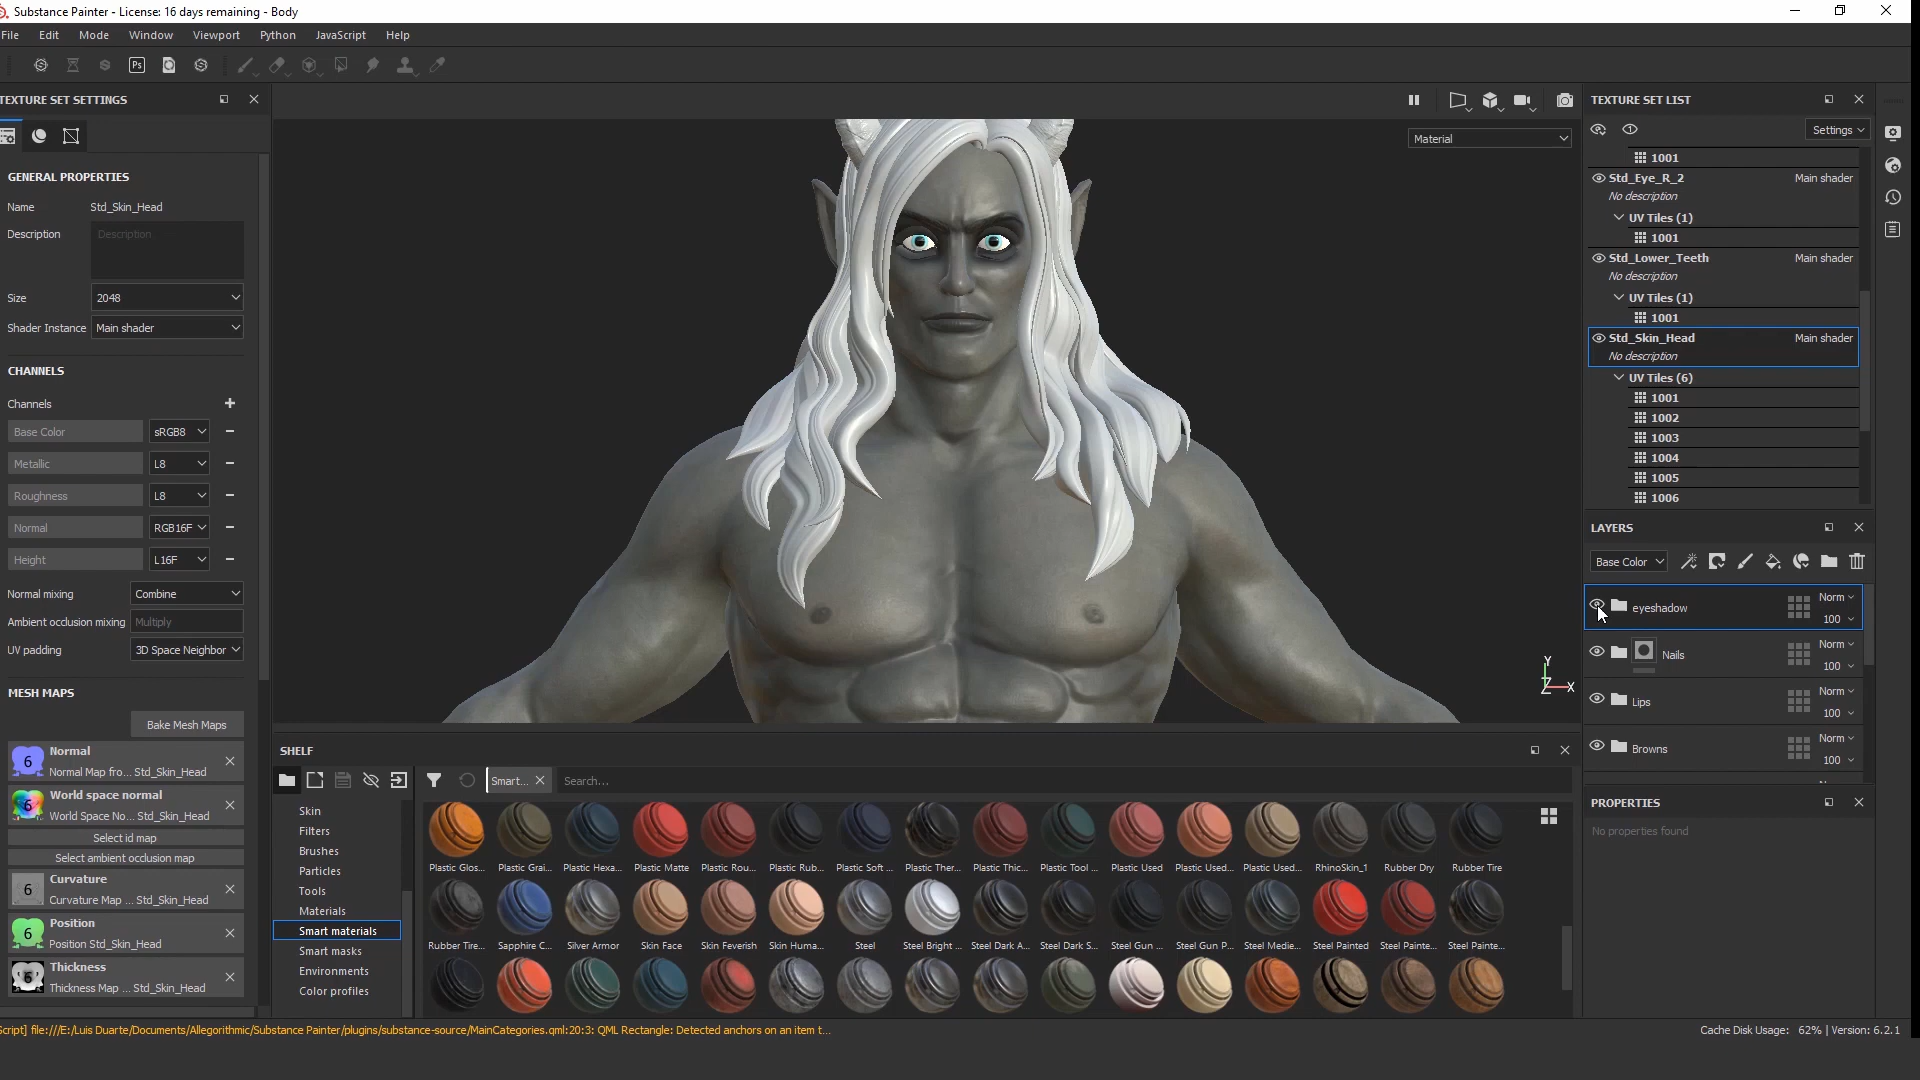 Substance Painter - License: 16 days remaining - Body
File Edit Mode Window Viewport Python JavaScript Help
Ps
TEXTURE SET SETTINGS
GENERAL PROPERTIES
Name Std_Skin_Head
Description Description
Size 2048
Shader Instance Main shader
CHANNELS
Channels
Base Color sRGB8
Metallic L8
Roughness L8
Normal RGB16F
Height L16F
Normal mixing Combine
Ambient occlusion mixing Multiply
UV padding 3D Space Neighbor
MESH MAPS
Bake Mesh Maps
6 Normal
Normal Map fro... Std_Skin_Head
6 World space normal
World Space No... Std_Skin_Head
Select id map
Select ambient occlusion map
6 Curvature
Curvature Map ... Std_Skin_Head
6 Position
Position Std_Skin_Head
6 Thickness
Thickness Map ... Std_Skin_Head
Material
Y
Z X
SHELF
Smart... Search...
Skin
Filters
Brushes
Particles
Tools
Materials
Smart materials
Smart masks
Environments
Color profiles
Plastic Glos... Plastic Grai... Plastic Hexa... Plastic Matte Plastic Rou... Plastic Rub... Plastic Soft ... Plastic Ther... Plastic Thic... Plastic Tool ... Plastic Used Plastic Used... Plastic Used... RhinoSkin_1 Rubber Dry Rubber Tire
Rubber Tire... Sapphire C... Silver Armor Skin Face Skin Feverish Skin Huma... Steel Steel Bright ... Steel Dark A... Steel Dark S... Steel Gun ... Steel Gun P... Steel Medie... Steel Painted Steel Painte... Steel Painte...
TEXTURE SET LIST
Settings
1001
Std_Eye_R_2 Main shader
No description
UV Tiles (1)
1001
Std_Lower_Teeth Main shader
No description
UV Tiles (1)
1001
Std_Skin_Head Main shader
No description
UV Tiles (6)
1001
1002
1003
1004
1005
1006
LAYERS
Base Color
eyeshadow Norm
100
Nails Norm
100
Lips Norm
100
Browns Norm
100
PROPERTIES
No properties found
Script] file:///E:/Luis Duarte/Documents/Allegorithmic/Substance Painter/plugins/substance-source/MainCategories.qml:20:3: QML Rectangle: Detected anchors on an item t...
Cache Disk Usage: 62% | Version: 6.2.1